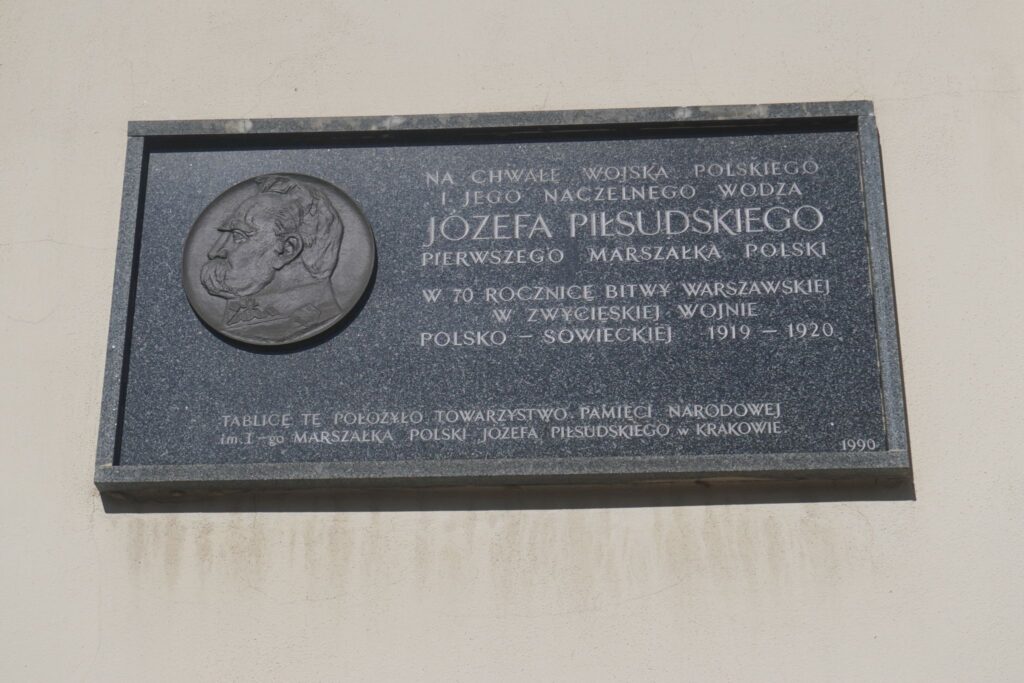 NA CHWAŁĘ WOJSKA POLSKIEGO
I JEGO NACZELNEGO WODZA
JÓZEFA PIŁSUDSKIEGO
PIERWSZEGO MARSZAŁKA POLSKI
W 70 ROCZNICĘ BITWY WARSZAWSKIEJ
W ZWYCIĘSKIEJ WOJNIE
POLSKO – SOWIECKIEJ 1919 – 1920
TABLICĘ TĘ POŁOŻYŁO TOWARZYSTWO PAMIĘCI NARODOWEJ
im. I-go MARSZAŁKA POLSKI JÓZEFA PIŁSUDSKIEGO w KRAKOWIE
1990